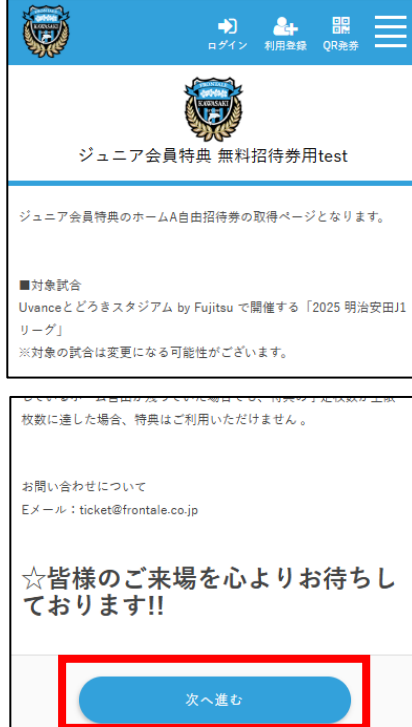 ログイン 利用登録 QR発券
FRONTALE
KAWASAKI
ジュニア会員特典 無料招待券用test
ジュニア会員特典のホームA自由招待券の取得ページとなります。
■対象試合
Uvanceとどろきスタジアム by Fujitsu で開催する「2025 明治安田J1
リーグ」
※対象の試合は変更になる可能性がございます。
枚数に達した場合、特典はご利用いただけません 。
お問い合わせについて
Eメール：ticket@frontale.co.jp
☆皆様のご来場を心よりお待ちし
ております!!
次へ進む